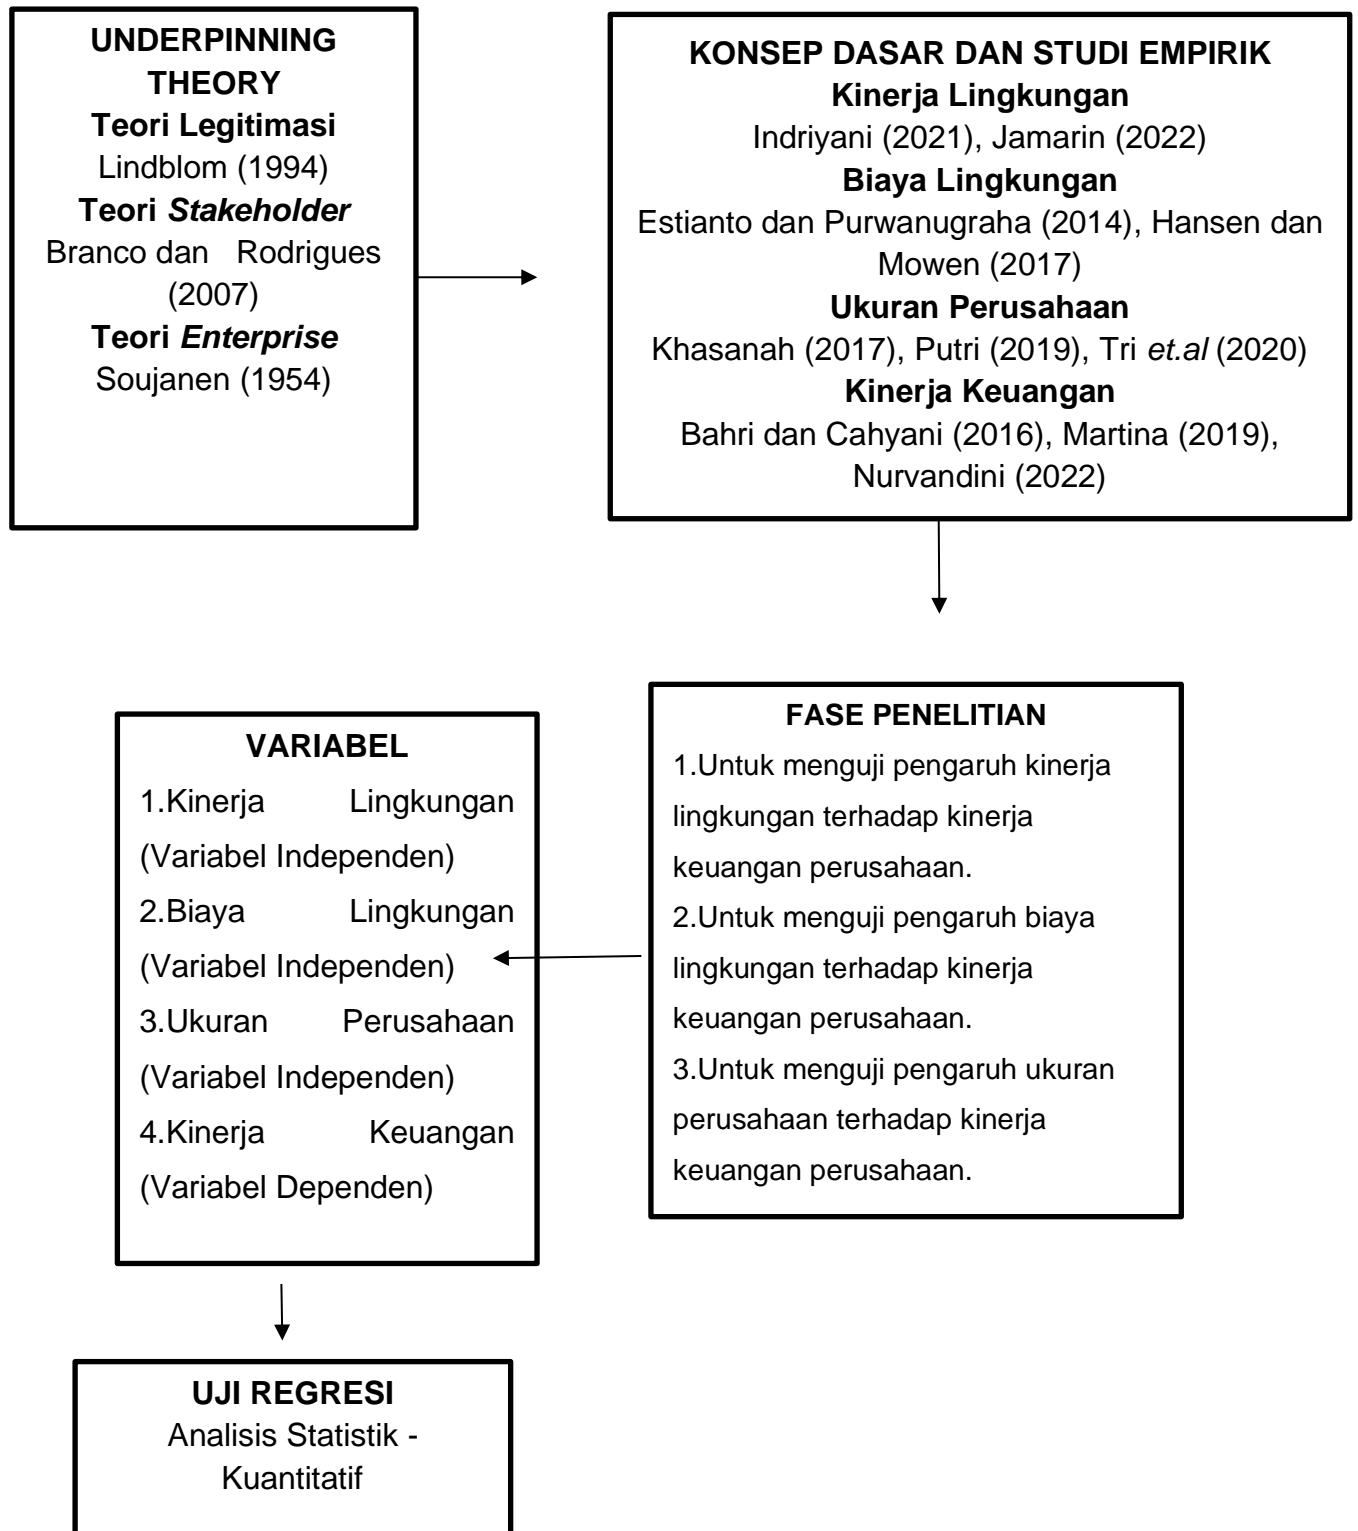 UNDERPINNING
THEORY
Teori Legitimasi
Lindblom (1994)
Teori Stakeholder
Branco dan Rodrigues
(2007)
Teori Enterprise
Soujanen (1954)
KONSEP DASAR DAN STUDI EMPIRIK
Kinerja Lingkungan
Indriyani (2021), Jamarin (2022)
Biaya Lingkungan
Estianto dan Purwanugraha (2014), Hansen dan
Mowen (2017)
Ukuran Perusahaan
Khasanah (2017), Putri (2019), Tri et.al (2020)
Kinerja Keuangan
Bahri dan Cahyani (2016), Martina (2019),
Nurvandini (2022)
FASE PENELITIAN
1.Untuk menguji pengaruh kinerja
lingkungan terhadap kinerja
keuangan perusahaan.
2.Untuk menguji pengaruh biaya
lingkungan terhadap kinerja
keuangan perusahaan.
3.Untuk menguji pengaruh ukuran
perusahaan terhadap kinerja
keuangan perusahaan.
VARIABEL
1.Kinerja Lingkungan
(Variabel Independen)
2.Biaya Lingkungan
(Variabel Independen)
3.Ukuran Perusahaan
(Variabel Independen)
4.Kinerja Keuangan
(Variabel Dependen)
UJI REGRESI
Analisis Statistik -
Kuantitatif